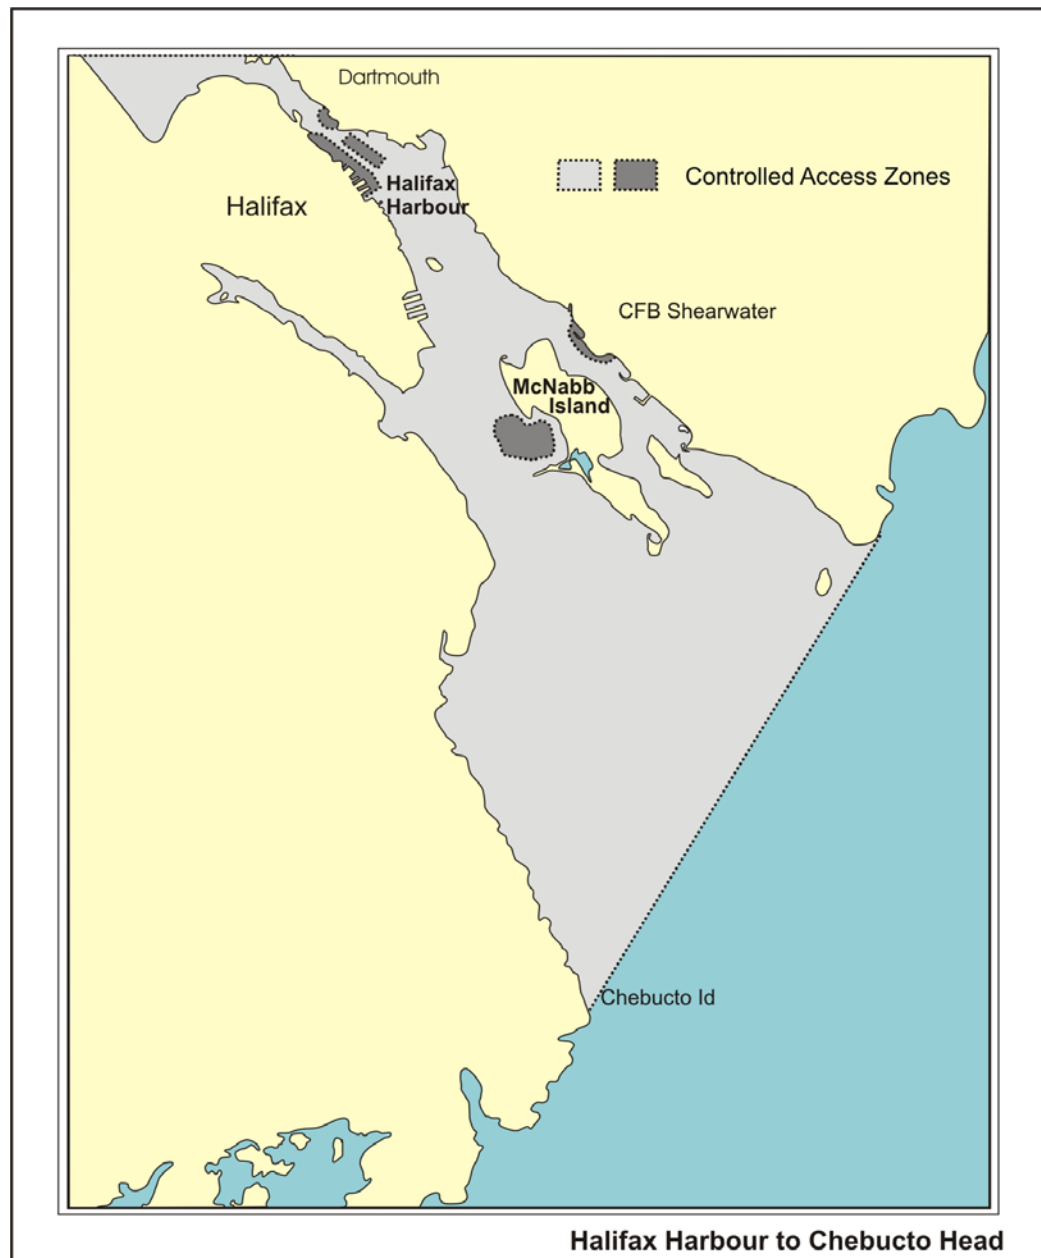 Dartmouth
Controlled Access Zones
Halifax
Harbour
Halifax
CFB Shearwater
McNabb
Island
Chebucto Id
Halifax Harbour to Chebucto Head